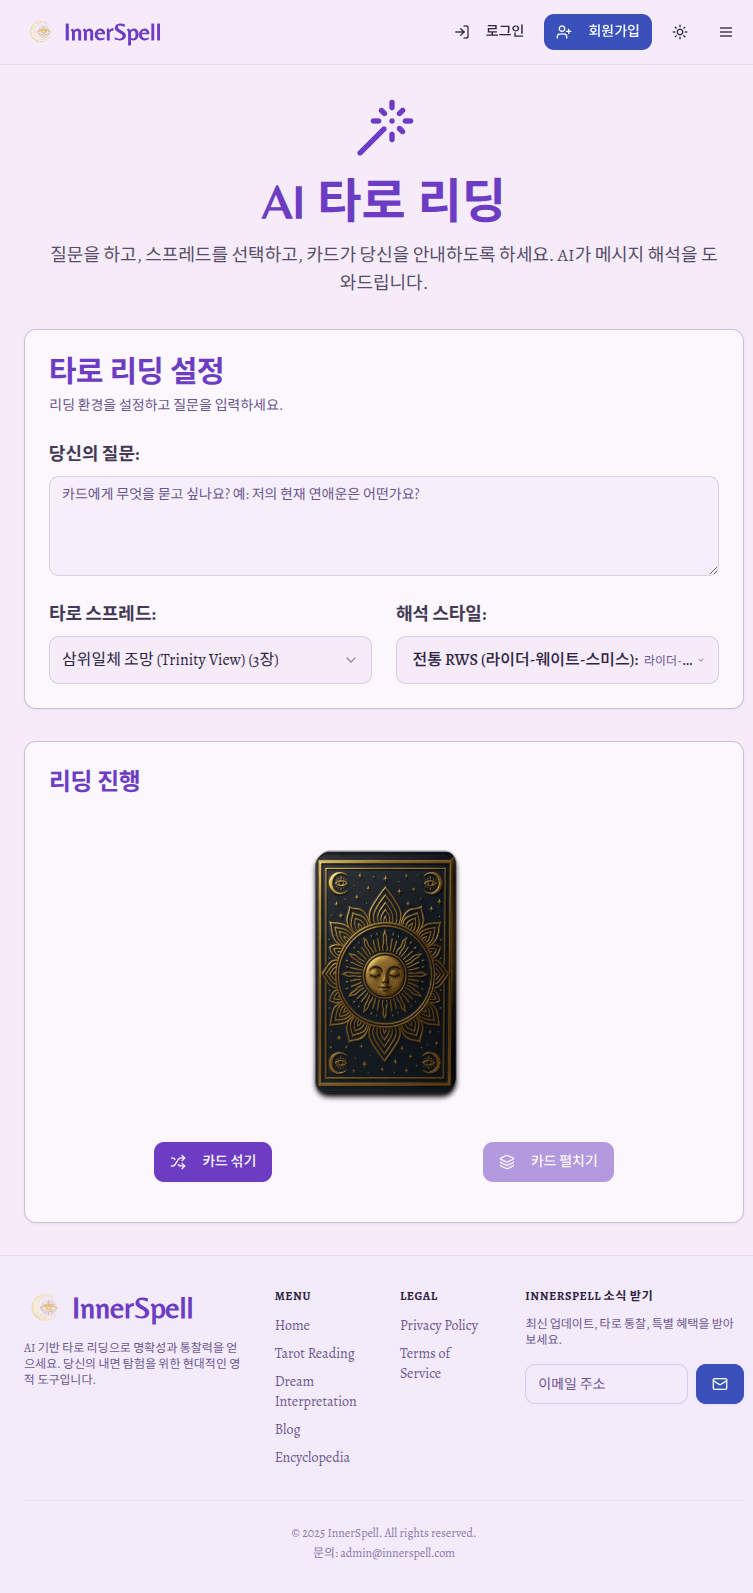 InnerSpell
로그인
회원가입
AI 타로 리딩
질문을 하고, 스프레드를 선택하고, 카드가 당신을 안내하도록 하세요. AI가 메시지 해석을 도
와드립니다.
타로 리딩 설정
리딩 환경을 설정하고 질문을 입력하세요.
당신의 질문:
카드에게 무엇을 묻고 싶나요? 예: 저의 현재 연애운은 어떤가요?
타로 스프레드:
해석 스타일:
삼위일체 조망 (Trinity View) (3장)
전통 RWS (라이더-웨이트-스미스): 라이더-...
리딩 진행
카드 섞기
카드 펼치기
InnerSpell
AI 기반 타로 리딩으로 명확성과 통찰력을 얻
으세요. 당신의 내면 탐험을 위한 현대적인 영
적 도구입니다.
MENU
Home
Tarot Reading
Dream
Interpretation
Blog
Encyclopedia
LEGAL
Privacy Policy
Terms of
Service
INNERSPELL 소식 받기
최신 업데이트, 타로 통찰, 특별 혜택을 받아
보세요.
이메일 주소
© 2025 InnerSpell. All rights reserved.
문의: admin@innerspell.com